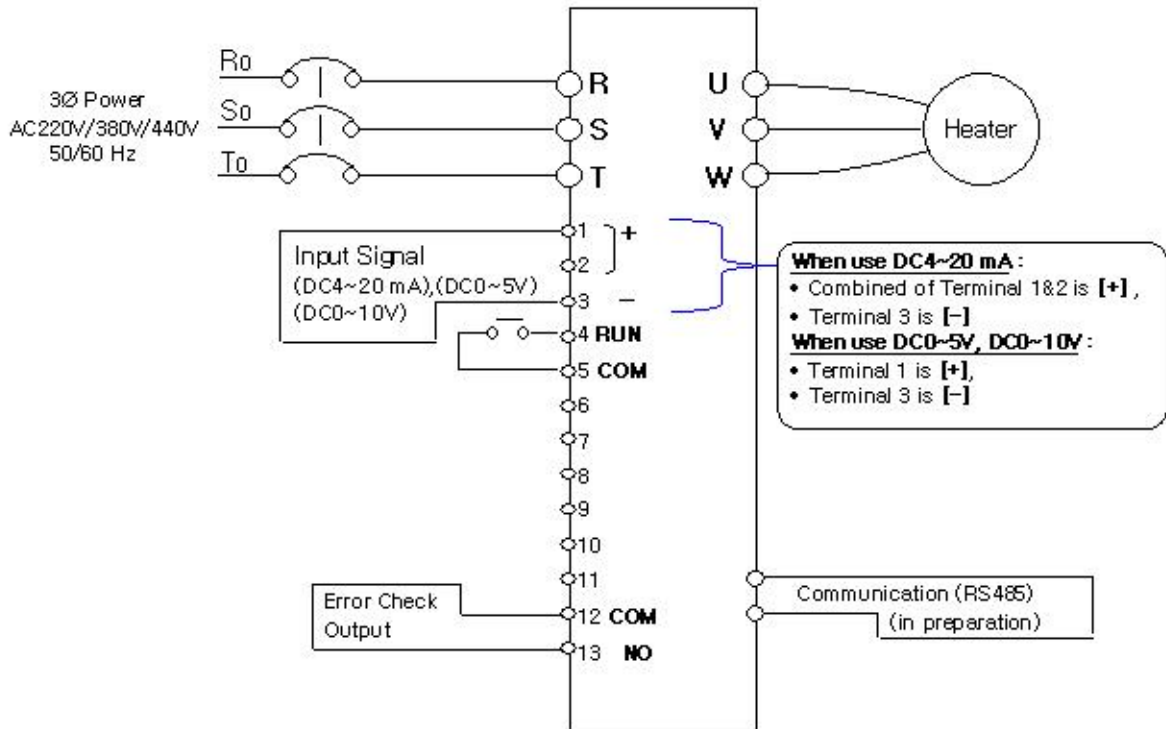 3Ø Power
AC220V/380V/440V
50/60 Hz
Ro
So
To
R
S
T
U
V
W
Heater
Input Signal
(DC4~20 mA),(DC0~5V)
(DC0~10V)
1
+
2
3 −
4 RUN
5 COM
6
7
8
9
10
11
12 COM
13 NO
When use DC4~20 mA :
• Combined of Terminal 1&2 is [+] ,
• Terminal 3 is [−]
When use DC0~5V, DC0~10V :
• Terminal 1 is [+],
• Terminal 3 is [−]
Error Check
Output
Communication (RS485)
(in preparation)